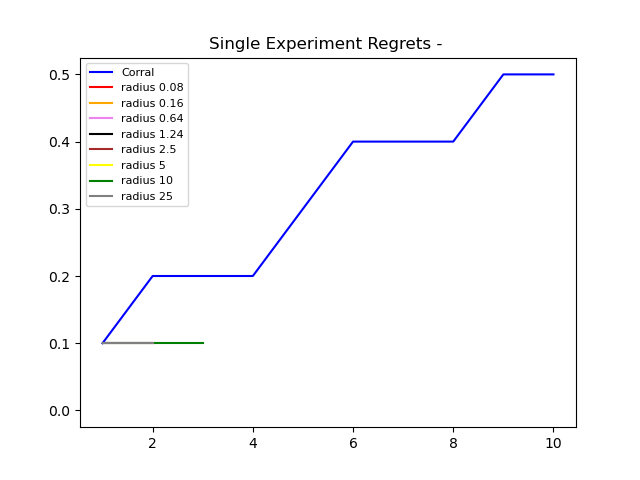 Single Experiment Regrets -
0.5
0.4
0.3
0.2
0.1
0.0
Corral
radius 0.08
radius 0.16
radius 0.64
radius 1.24
radius 2.5
radius 5
radius 10
radius 25
2
4
6
8
10